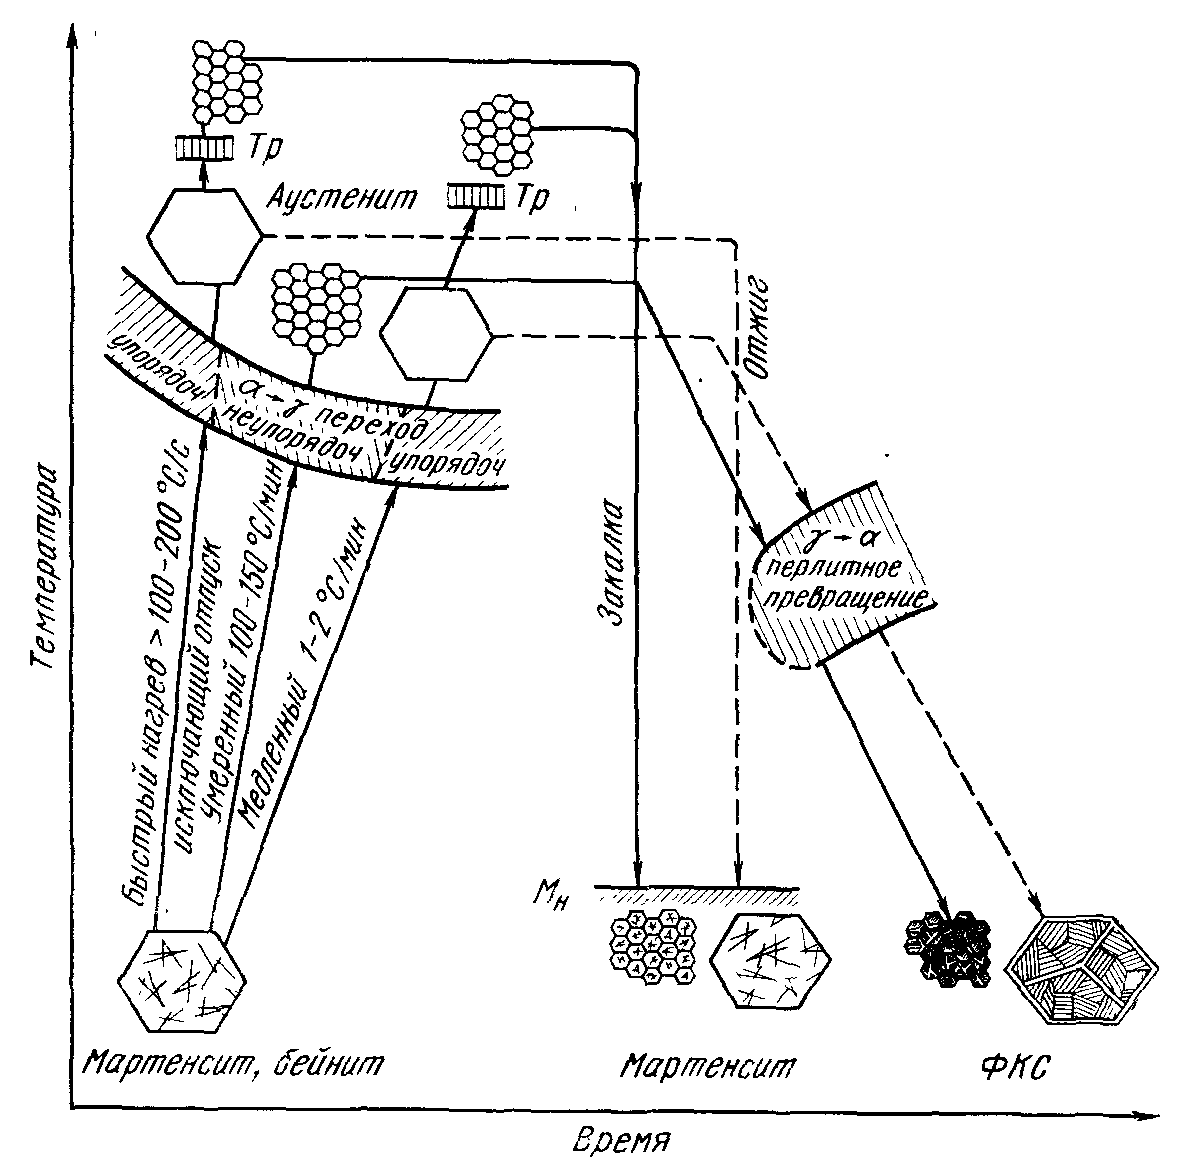 Тр
Аустенит
Тр
упорядоч
α→γ переход
неупорядоч
упорядоч
Отжиг
Температура
Быстрый нагрев > 100-200 °С/с
исключающий отпуск
умеренный 100-150 °С/мин
Медленный 1-2 °С/мин
Закалка
γ→α
перлитное
превращение
Мн
Мартенсит, бейнит
Мартенсит
ФКС
Время